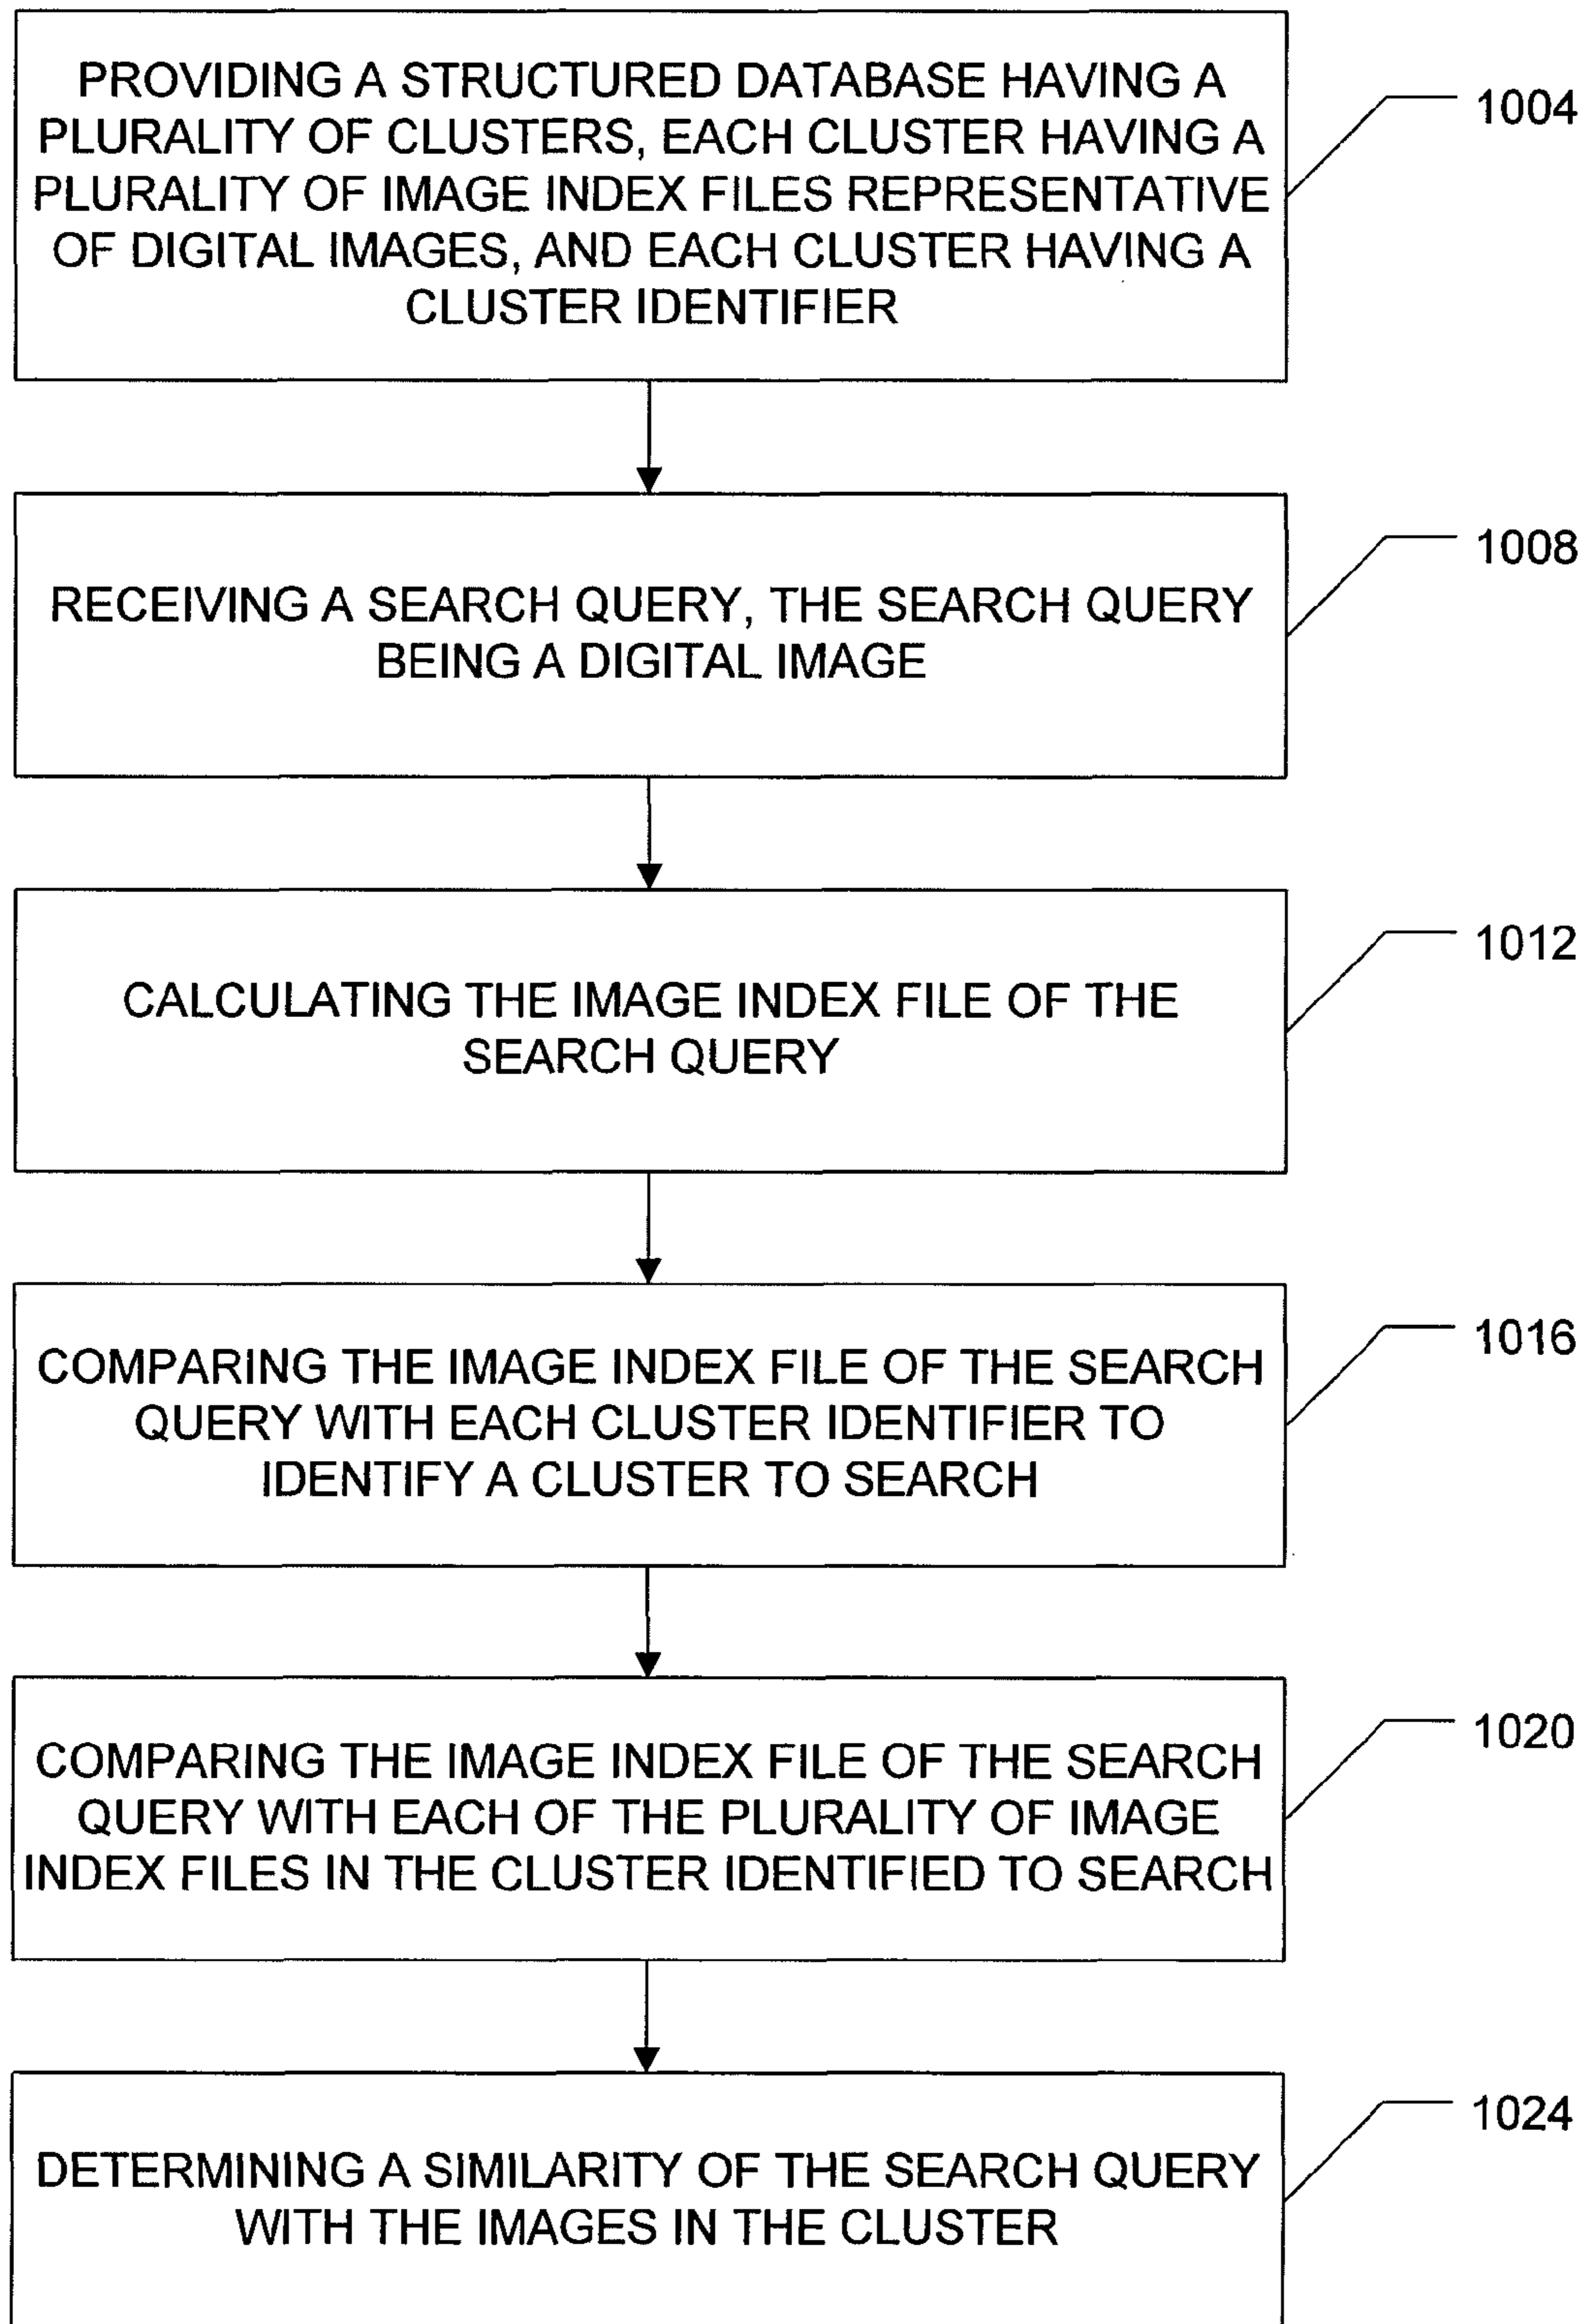 PROVIDING A STRUCTURED DATABASE HAVING A
PLURALITY OF CLUSTERS, EACH CLUSTER HAVING A
PLURALITY OF IMAGE INDEX FILES REPRESENTATIVE
OF DIGITAL IMAGES, AND EACH CLUSTER HAVING A
CLUSTER IDENTIFIER
1004
RECEIVING A SEARCH QUERY, THE SEARCH QUERY
BEING A DIGITAL IMAGE
1008
CALCULATING THE IMAGE INDEX FILE OF THE
SEARCH QUERY
1012
COMPARING THE IMAGE INDEX FILE OF THE SEARCH
QUERY WITH EACH CLUSTER IDENTIFIER TO
IDENTIFY A CLUSTER TO SEARCH
1016
COMPARING THE IMAGE INDEX FILE OF THE SEARCH
QUERY WITH EACH OF THE PLURALITY OF IMAGE
INDEX FILES IN THE CLUSTER IDENTIFIED TO SEARCH
1020
DETERMINING A SIMILARITY OF THE SEARCH QUERY
WITH THE IMAGES IN THE CLUSTER
1024